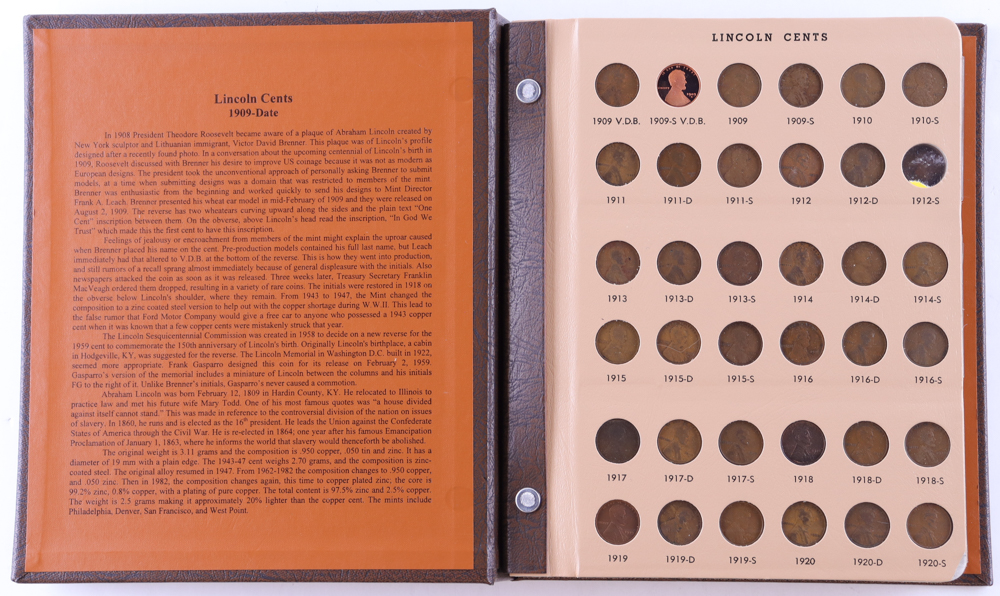 Lincoln Cents
1909-Date
In 1908 President Theodore Roosevelt became aware of a plaque of Abraham Lincoln created by
New York sculptor and Lithuanian immigrant, Victor David Brenner. This plaque was of Lincoln's profile
designed after a recently found photo. In a conversation about the upcoming centennial of Lincoln's birth in
1909, Roosevelt discussed with Brenner his desire to improve US coinage because it was not as modern as
European designs. The president took the unconventional approach of personally asking Brenner to submit
models, at a time when submitting designs was a domain that was restricted to members of the mint.
Brenner was enthusiastic from the beginning and worked quickly to send his designs to Mint Director
Frank A. Leach. Brenner presented his wheat ear model in mid-February of 1909 and they were released on
August 2, 1909. The reverse has two wheatears curving upward along the sides and the plain text "One
Cent" inscription between them. On the obverse, above Lincoln's head read the inscription, "In God We
Trust" which made this the first cent to have this inscription.
Feelings of jealousy or encroachment from members of the mint might explain the uproar caused
when Brenner placed his name on the cent. Pre-production models contained his full last name, but Leach
immediately had that altered to V.D.B. at the bottom of the reverse. This is how they went into production,
and still rumors of a recall sprang almost immediately because of general displeasure with the initials. Also
newspapers attacked the coin as soon as it was released. Three weeks later, Treasury Secretary Franklin
MacVeagh ordered them dropped, resulting in a variety of rare coins. The initials were restored in 1918 on
the obverse below Lincoln's shoulder, where they remain. From 1943 to 1947, the Mint changed the
composition to a zinc coated steel version to help out with the copper shortage during W.W.II. This lead to
the false rumor that Ford Motor Company would give a free car to anyone who possessed a 1943 copper
cent when it was known that a few copper cents were mistakenly struck that year.
The Lincoln Sesquicentennial Commission was created in 1958 to decide on a new reverse for the
1959 cent to commemorate the 150th anniversary of Lincoln's birth. Originally Lincoln's birthplace, a cabin
in Hodgeville, KY, was suggested for the reverse. The Lincoln Memorial in Washington D.C. built in 1922,
seemed more appropriate. Frank Gasparro designed this coin for its release on February 2, 1959.
Gasparro's version of the memorial includes a miniature of Lincoln between the columns and his initials
FG to the right of it. Unlike Brenner's initials, Gasparro's never caused a commotion.
Abraham Lincoln was born February 12, 1809 in Hardin County, KY. He relocated to Illinois to
practice law and met his future wife Mary Todd. One of his most famous quotes was "a house divided
against itself cannot stand." This was made in reference to the controversial division of the nation on issues
of slavery. In 1860, he runs and is elected as the 16th president. He leads the Union against the Confederate
States of America through the Civil War. He is re-elected in 1864; one year after his famous Emancipation
Proclamation of January 1, 1863, where he informs the world that slavery would thenceforth be abolished.
The original weight is 3.11 grams and the composition is .950 copper, .050 tin and zinc. It has a
diameter of 19 mm with a plain edge. The 1943-47 cent weighs 2.70 grams, and the composition is zinc-
coated steel. The original alloy resumed in 1947. From 1962-1982 the composition changes to .950 copper,
and .050 zinc. Then in 1982, the composition changes again, this time to copper plated zinc; the core is
99.2% zinc, 0.8% copper, with a plating of pure copper. The total content is 97.5% zinc and 2.5% copper.
The weight is 2.5 grams making it approximately 20% lighter than the copper cent. The mints include
Philadelphia, Denver, San Francisco, and West Point.
LINCOLN CENTS
1909 V.D.B. 1909-S V.D.B. 1909 1909-S 1910 1910-S
1911 1911-D 1911-S 1912 1912-D 1912-S
1913 1913-D 1913-S 1914 1914-D 1914-S
1915 1915-D 1915-S 1916 1916-D 1916-S
1917 1917-D 1917-S 1918 1918-D 1918-S
1919 1919-D 1919-S 1920 1920-D 1920-S